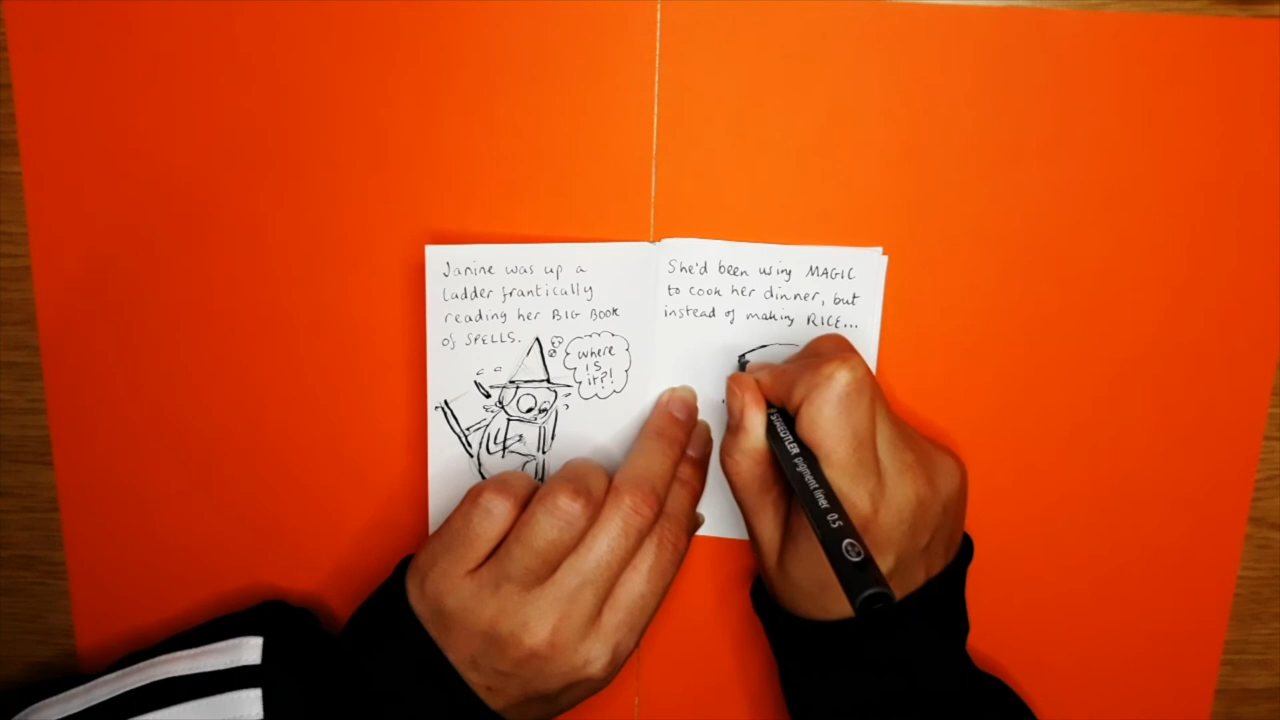 Janine was up a
ladder frantically
reading her BIG BOOK
of SPELLS.
where
IS
it?!
She'd been using MAGIC
to cook her dinner, but
instead of making RICE...
STAEDTLER pigment liner 0.5